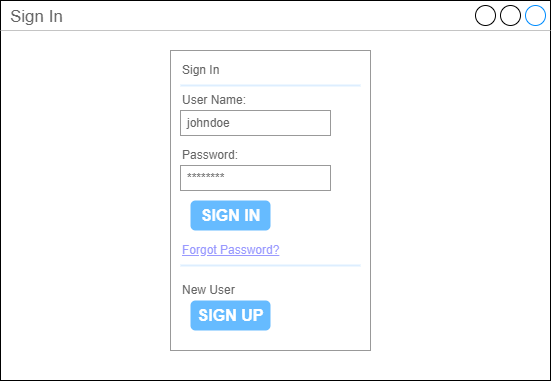 Sign In
Sign In
User Name:
johndoe
Password:
********
SIGN IN
Forgot Password?
New User
SIGN UP